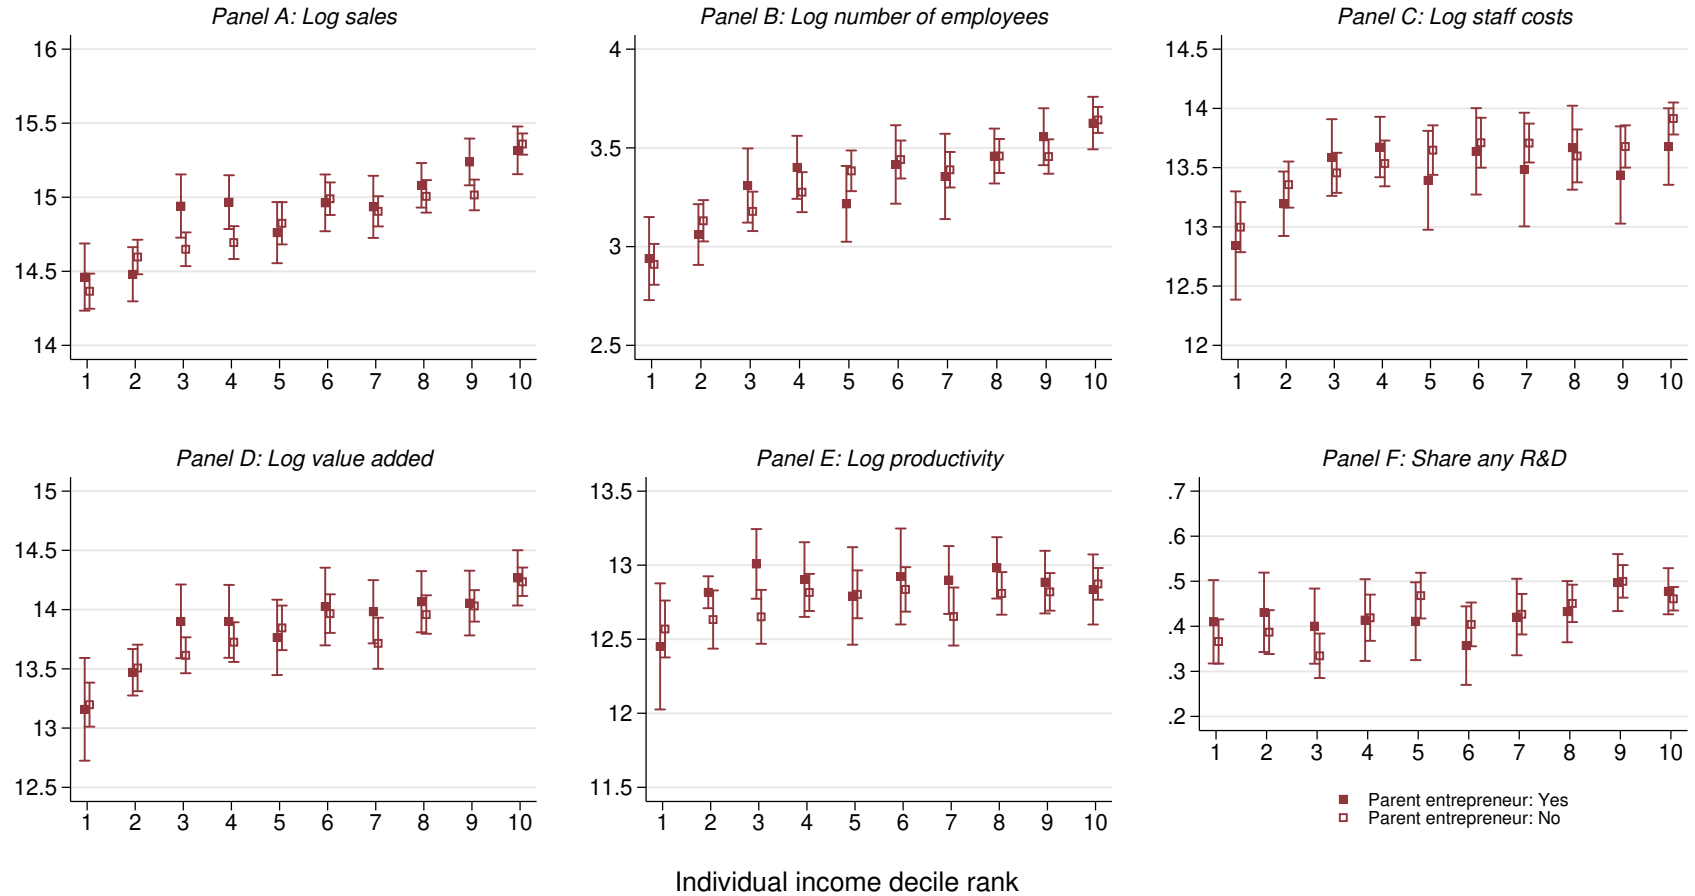 Panel A: Log sales
16
15.5
15
14.5
14
1 2 3 4 5 6 7 8 9 10
Panel B: Log number of employees
4
3.5
3
2.5
1 2 3 4 5 6 7 8 9 10
Panel C: Log staff costs
14.5
14
13.5
13
12.5
12
1 2 3 4 5 6 7 8 9 10
Panel D: Log value added
15
14.5
14
13.5
13
12.5
1 2 3 4 5 6 7 8 9 10
Panel E: Log productivity
13.5
13
12.5
12
11.5
1 2 3 4 5 6 7 8 9 10
Panel F: Share any R&D
.7
.6
.5
.4
.3
.2
1 2 3 4 5 6 7 8 9 10
Parent entrepreneur: Yes
Parent entrepreneur: No
Individual income decile rank